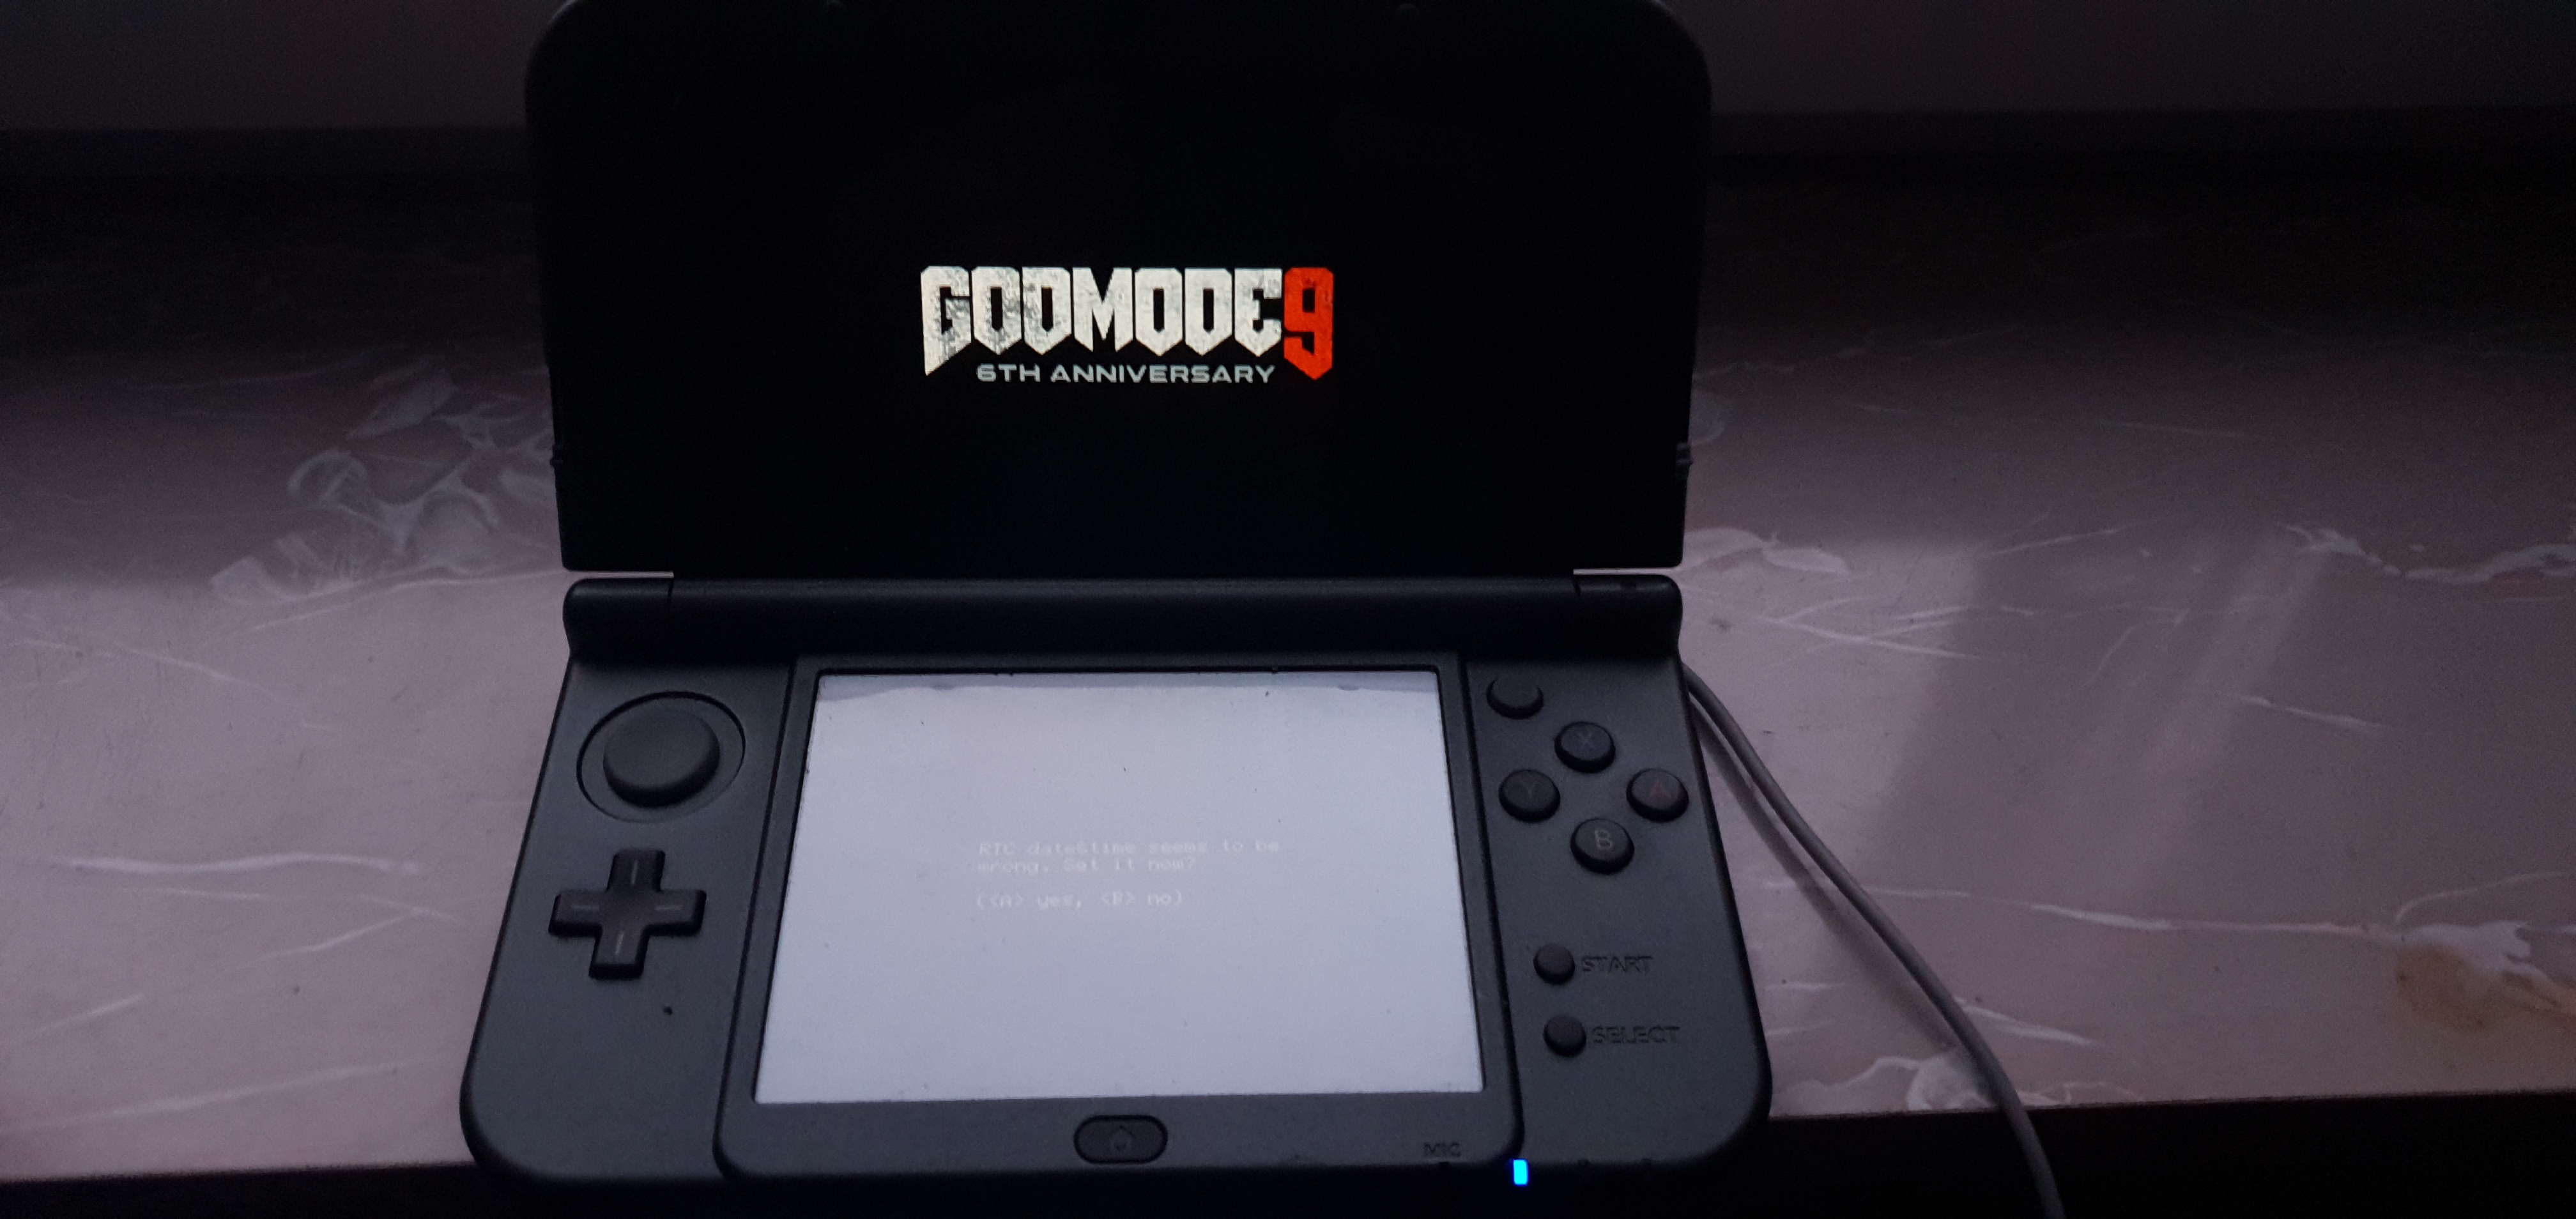 GODMODE9
6TH ANNIVERSARY
RTC date&time seems to be
wrong. Set it now?
(<A> yes, <B> no)
X
Y
A
B
START
SELECT
MIC